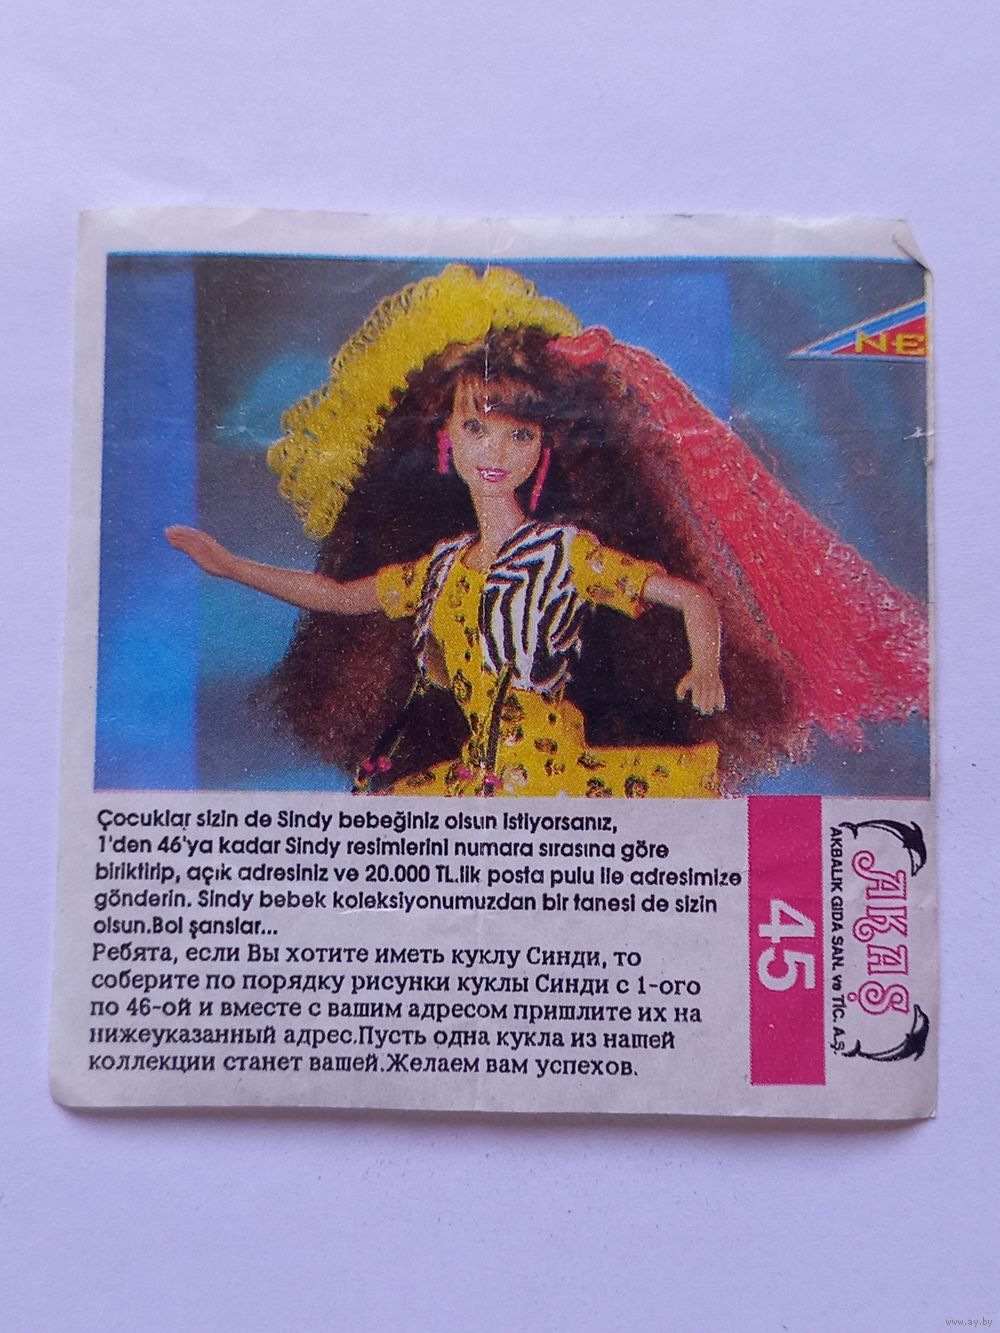 NE
Çocuklar sizin de Sindy bebeğiniz olsun istiyorsanız,
1'den 46'ya kadar Sindy resimlerini numara sırasına göre
biriktirip, açık adresiniz ve 20.000 TL.lik posta pulu ile adresimize
gönderin. Sindy bebek koleksiyonumuzdan bir tanesi de sizin
olsun.Bol şanslar...
Ребята, если Вы хотите иметь куклу Синди, то
соберите по порядку рисунки куклы Синди с 1-ого
по 46-ой и вместе с вашим адресом пришлите их на
нижеуказанный адрес.Пусть одна кукла из нашей
коллекции станет вашей.Желаем вам успехов.
45
AKBALIK GIDA SAN. ve TİC. A.Ş.
AKAŞ
www.ay.by